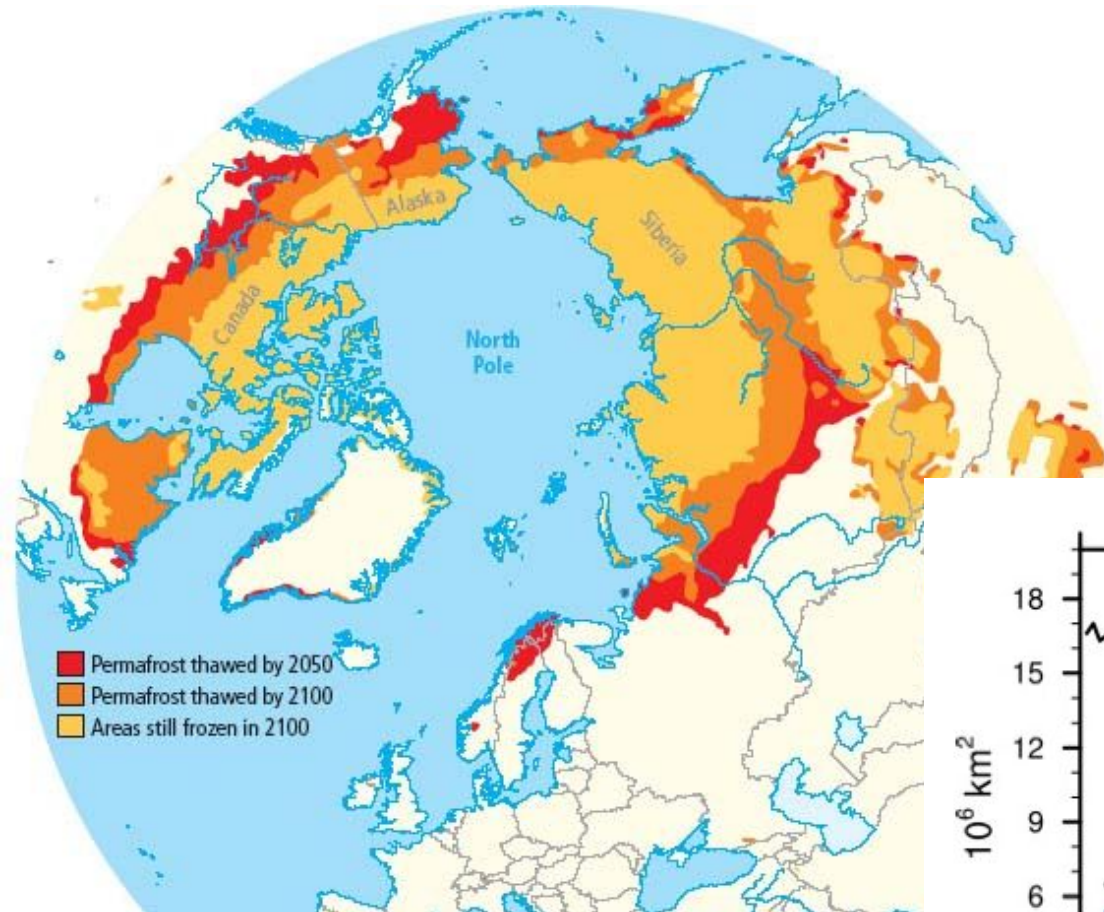 Alaska
Siberia
Canada
North
Pole
Permafrost thawed by 2050
Permafrost thawed by 2100
Areas still frozen in 2100
18
15
12
9
6
10⁶ km²